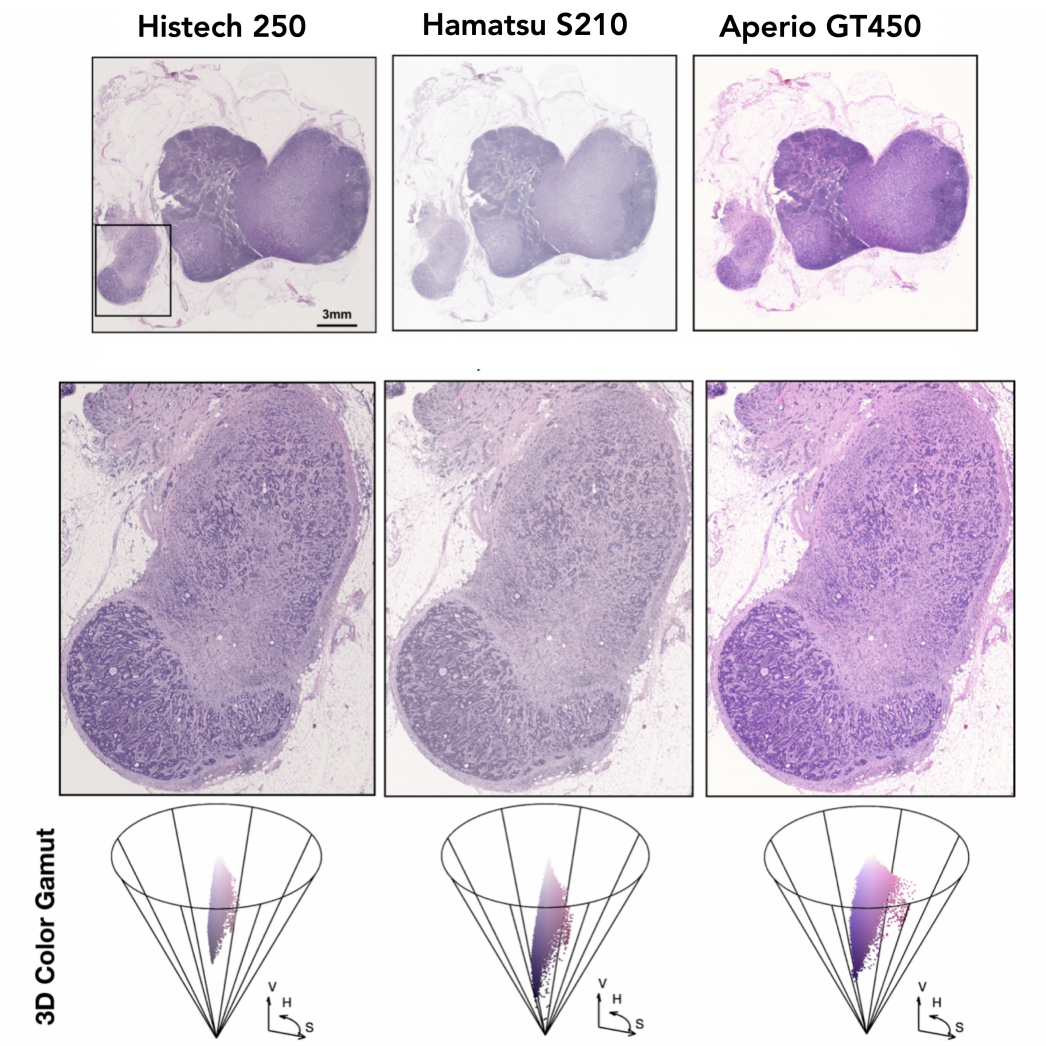 Histech 250
Hamatsu S210
Aperio GT450
3mm
3D Color Gamut
V
H
S
V
H
S
V
H
S